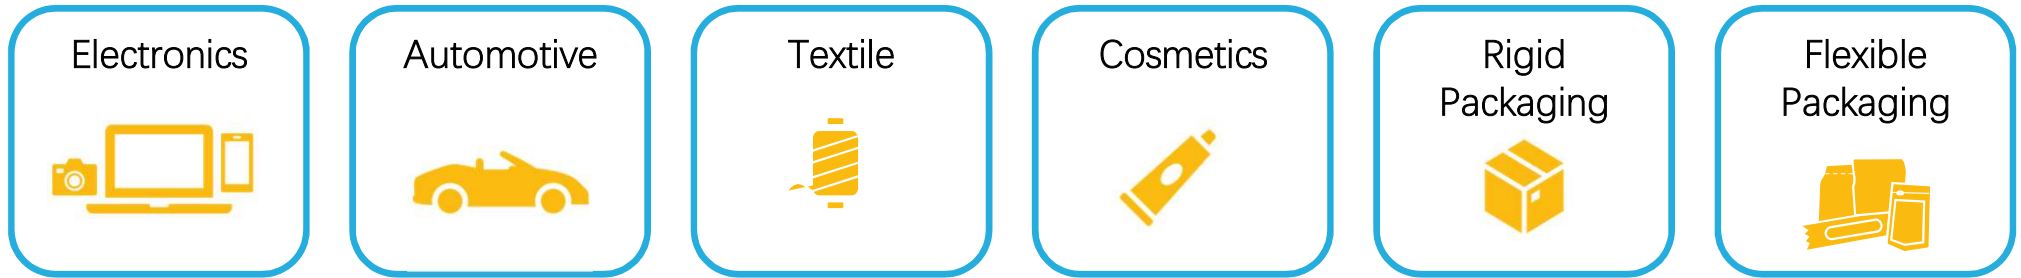 Electronics
Automotive
Textile
Cosmetics
Rigid
Packaging
Flexible
Packaging